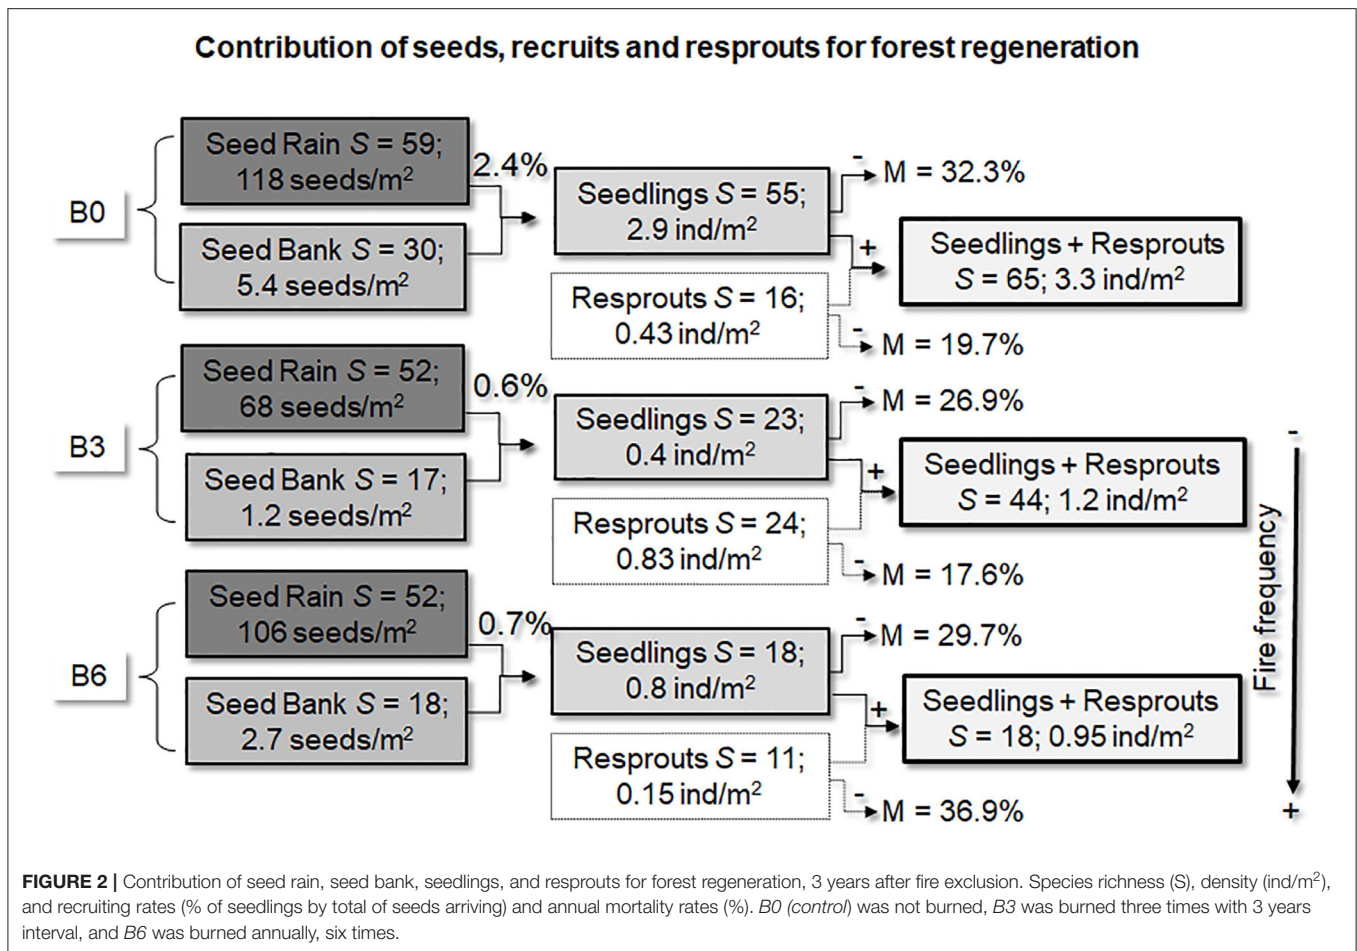 Contribution of seeds, recruits and resprouts for forest regeneration
B0
Seed Rain S = 59;
118 seeds/m²
Seed Bank S = 30;
5.4 seeds/m²
2.4%
Seedlings S = 55;
2.9 ind/m²
Resprouts S = 16;
0.43 ind/m²
-
M = 32.3%
+
Seedlings + Resprouts
S = 65; 3.3 ind/m²
-
M = 19.7%
B3
Seed Rain S = 52;
68 seeds/m²
Seed Bank S = 17;
1.2 seeds/m²
0.6%
Seedlings S = 23;
0.4 ind/m²
Resprouts S = 24;
0.83 ind/m²
-
M = 26.9%
+
Seedlings + Resprouts
S = 44; 1.2 ind/m²
-
M = 17.6%
B6
Seed Rain S = 52;
106 seeds/m²
Seed Bank S = 18;
2.7 seeds/m²
0.7%
Seedlings S = 18;
0.8 ind/m²
Resprouts S = 11;
0.15 ind/m²
-
M = 29.7%
+
Seedlings + Resprouts
S = 18; 0.95 ind/m²
-
M = 36.9%
-
Fire frequency
+
FIGURE 2 | Contribution of seed rain, seed bank, seedlings, and resprouts for forest regeneration, 3 years after fire exclusion. Species richness (S), density (ind/m²),
and recruiting rates (% of seedlings by total of seeds arriving) and annual mortality rates (%). B0 (control) was not burned, B3 was burned three times with 3 years
interval, and B6 was burned annually, six times.